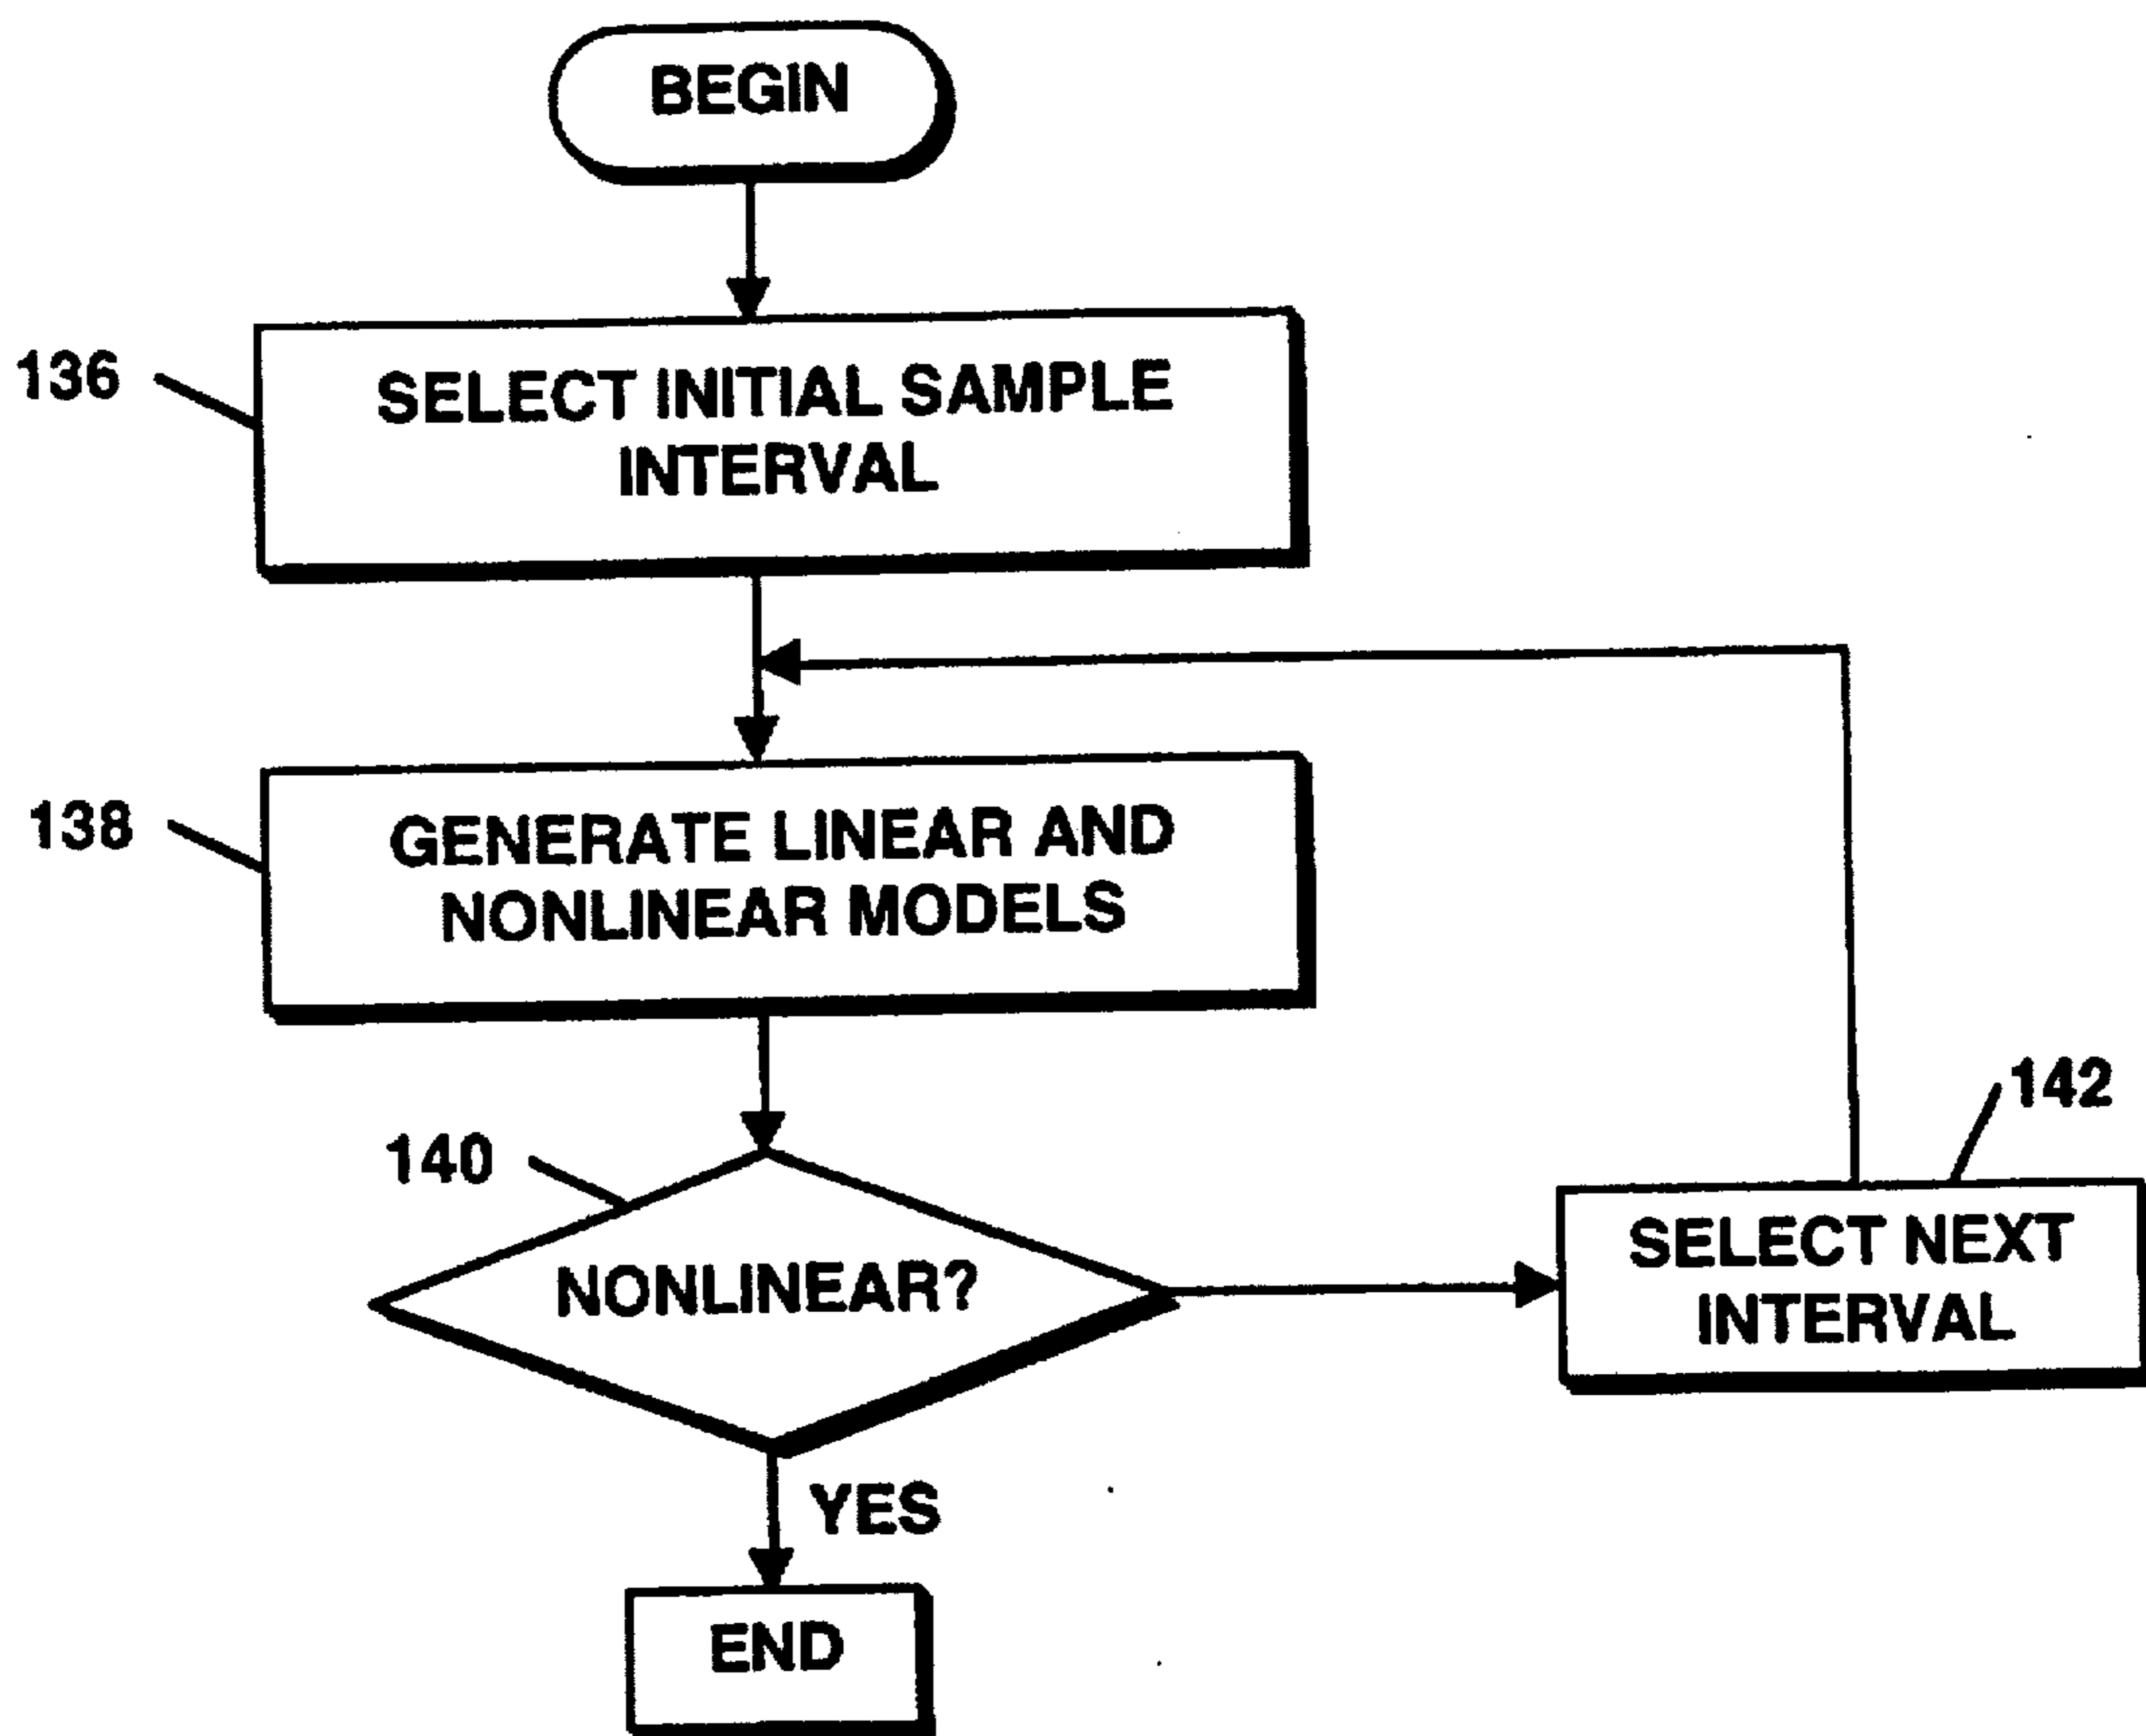 BEGIN
136
SELECT INITIAL SAMPLE
INTERVAL
138
GENERATE LINEAR AND
NONLINEAR MODELS
140
NONLINEAR?
142
SELECT NEXT
INTERVAL
YES
END